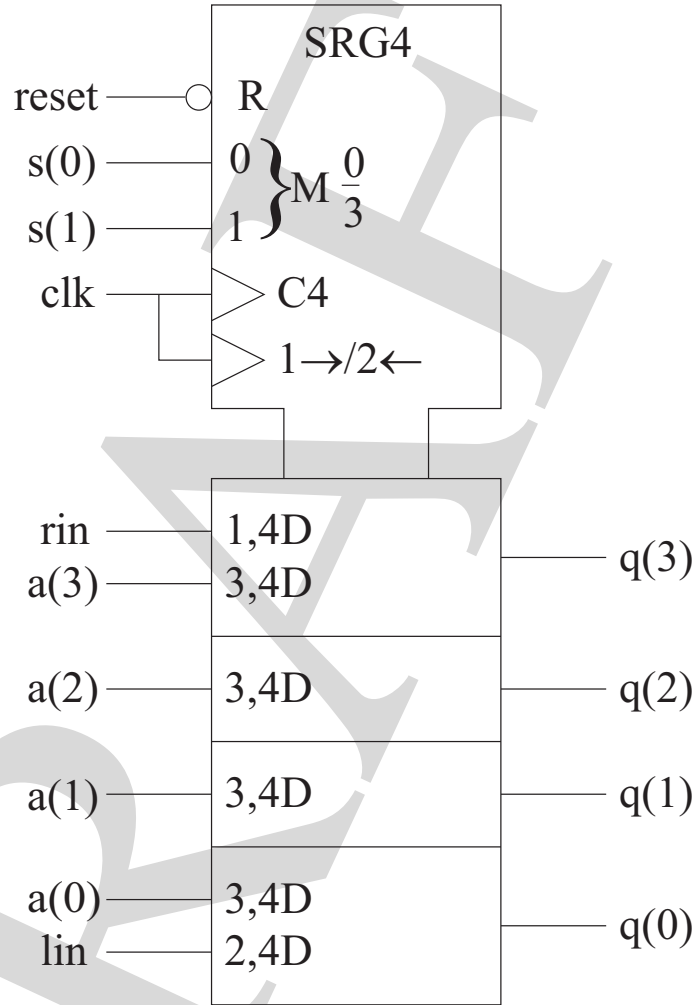 SRG4
reset R
s(0) 0
M 0/3
s(1) 1
clk C4
1→/2←
rin 1,4D
q(3)
a(3) 3,4D
a(2) 3,4D q(2)
a(1) 3,4D q(1)
a(0) 3,4D
q(0)
lin 2,4D